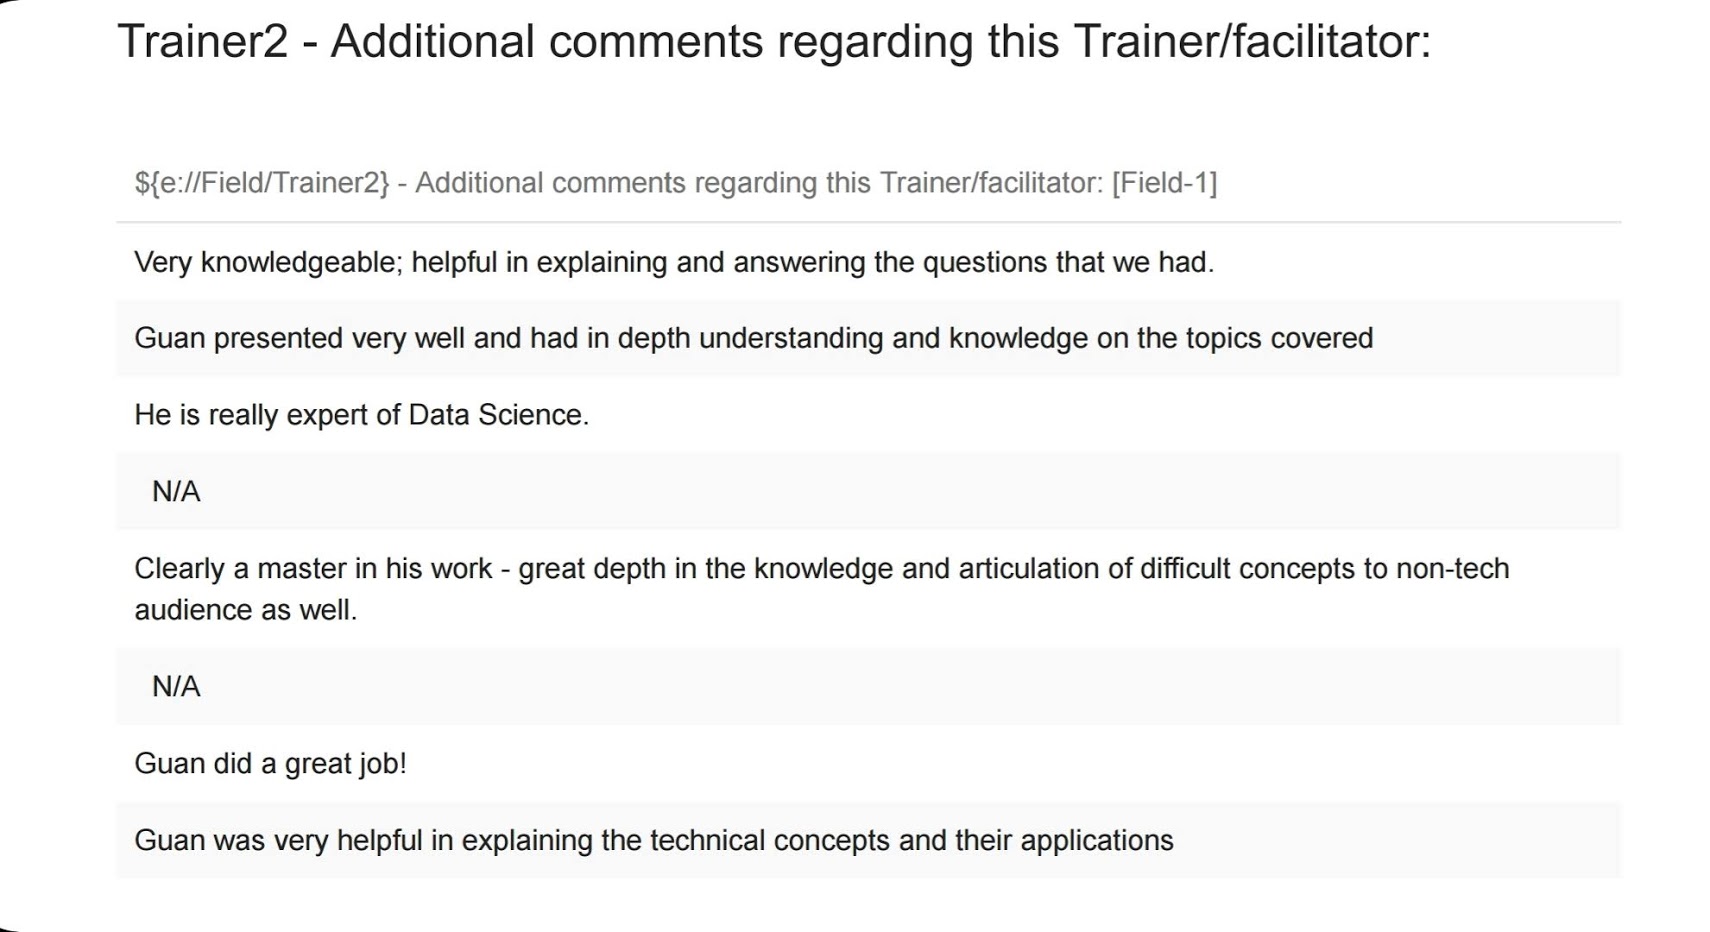 Trainer2 - Additional comments regarding this Trainer/facilitator:
${e://Field/Trainer2} - Additional comments regarding this Trainer/facilitator: [Field-1]
Very knowledgeable; helpful in explaining and answering the questions that we had.
Guan presented very well and had in depth understanding and knowledge on the topics covered
He is really expert of Data Science.
N/A
Clearly a master in his work - great depth in the knowledge and articulation of difficult concepts to non-tech
audience as well.
N/A
Guan did a great job!
Guan was very helpful in explaining the technical concepts and their applications